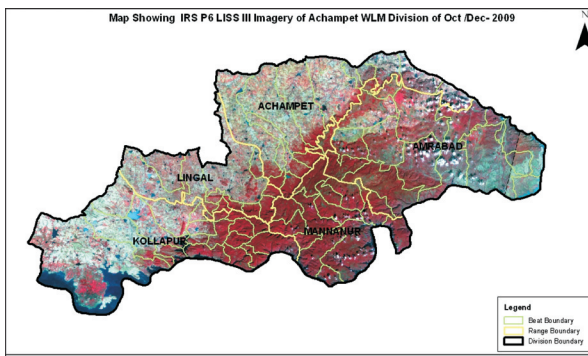 Map Showing IRS P6 LISS III Imagery of Achampet WLM Division of Oct /Dec- 2009
N
ACHAMPET
AMRABAD
LINGAL
MANNANUR
KOLLAPUR
Legend
Beat Boundary
Range Boundary
Division Boundary